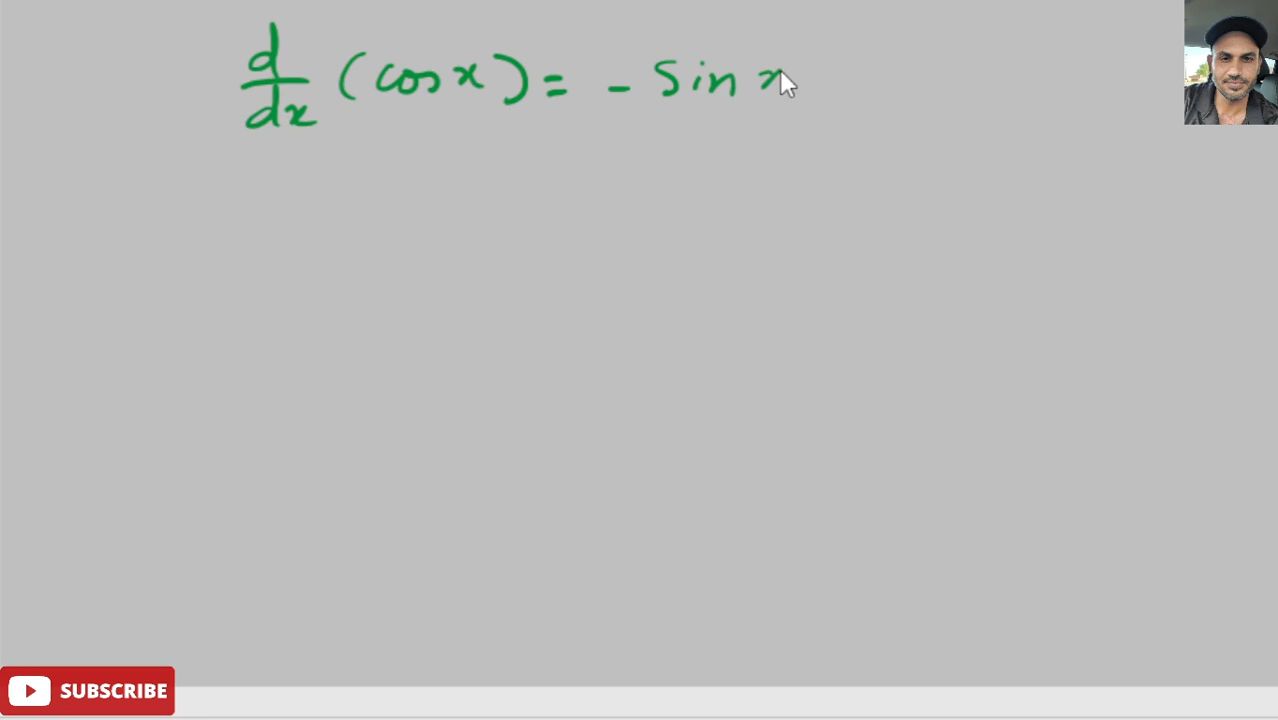 d/dx (cos x) = - Sin x
SUBSCRIBE